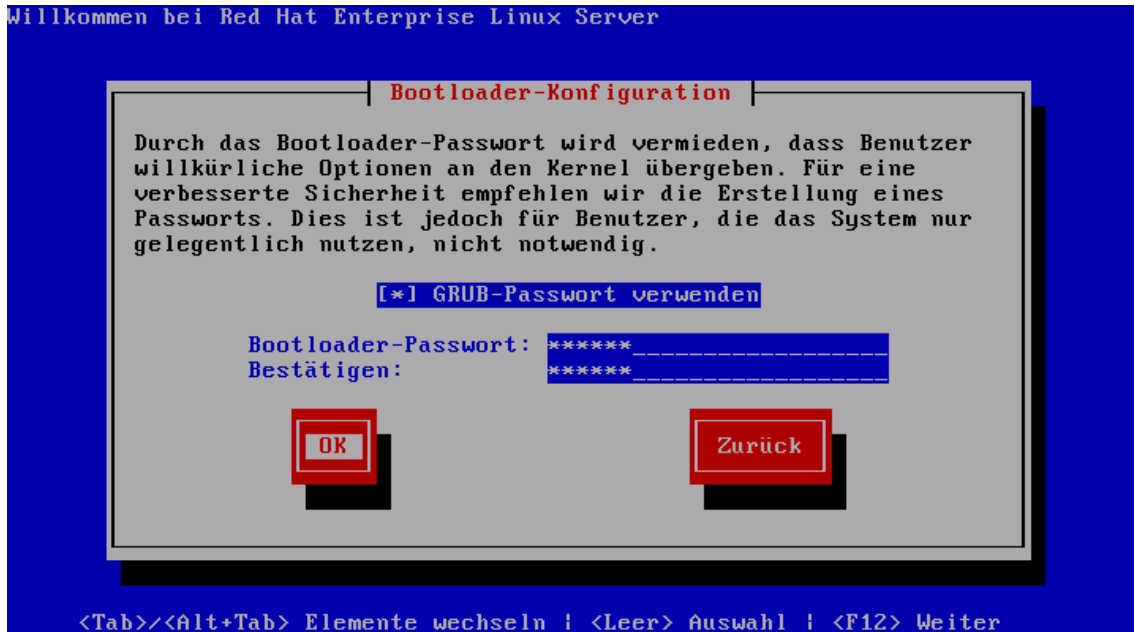 Willkommen bei Red Hat Enterprise Linux Server
Bootloader-Konfiguration
Durch das Bootloader-Passwort wird vermieden, dass Benutzer
willkürliche Optionen an den Kernel übergeben. Für eine
verbesserte Sicherheit empfehlen wir die Erstellung eines
Passworts. Dies ist jedoch für Benutzer, die das System nur
gelegentlich nutzen, nicht notwendig.
[*] GRUB-Passwort verwenden
Bootloader-Passwort: ******__________________
Bestätigen: ******__________________
OK Zurück
<Tab>/<Alt+Tab> Elemente wechseln | <Leer> Auswahl | <F12> Weiter